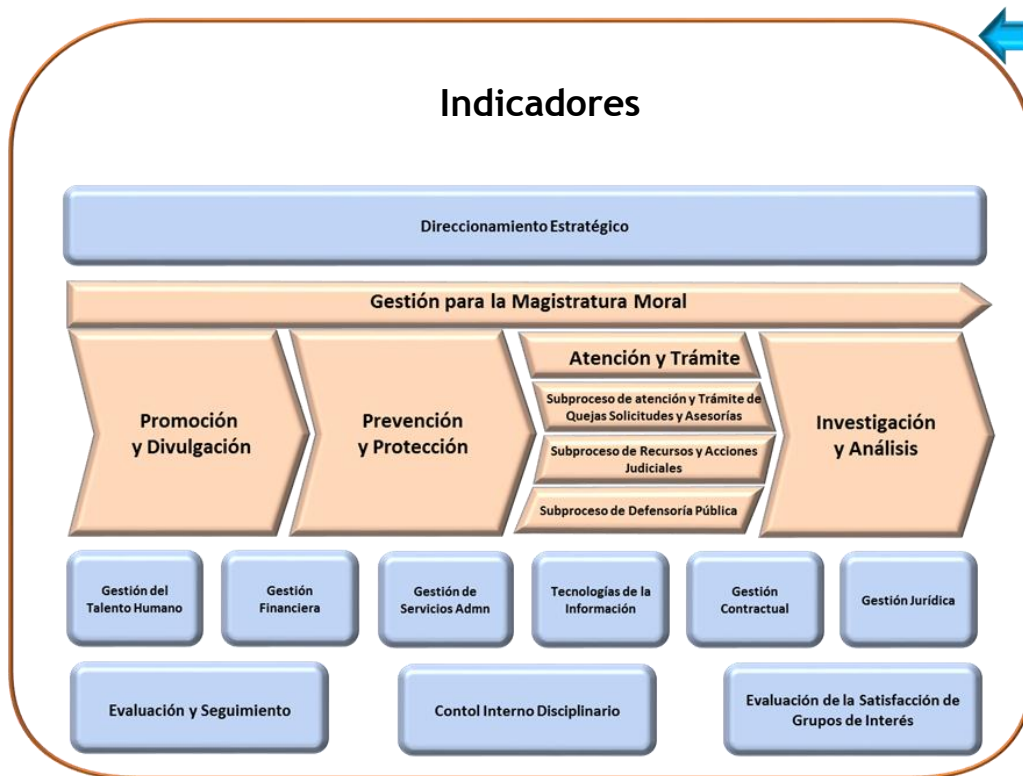 Indicadores
Direccionamiento Estratégico
Gestión para la Magistratura Moral
Promoción
y Divulgación
Prevención
y Protección
Atención y Trámite
Subproceso de atención y Trámite de
Quejas Solicitudes y Asesorías
Subproceso de Recursos y Acciones
Judiciales
Subproceso de Defensoría Pública
Investigación
y Análisis
Gestión del
Talento Humano
Gestión
Financiera
Gestión de
Servicios Admn
Tecnologías de la
Información
Gestión
Contractual
Gestión Jurídica
Evaluación y Seguimiento
Contol Interno Disciplinario
Evaluación de la Satisfacción de
Grupos de Interés